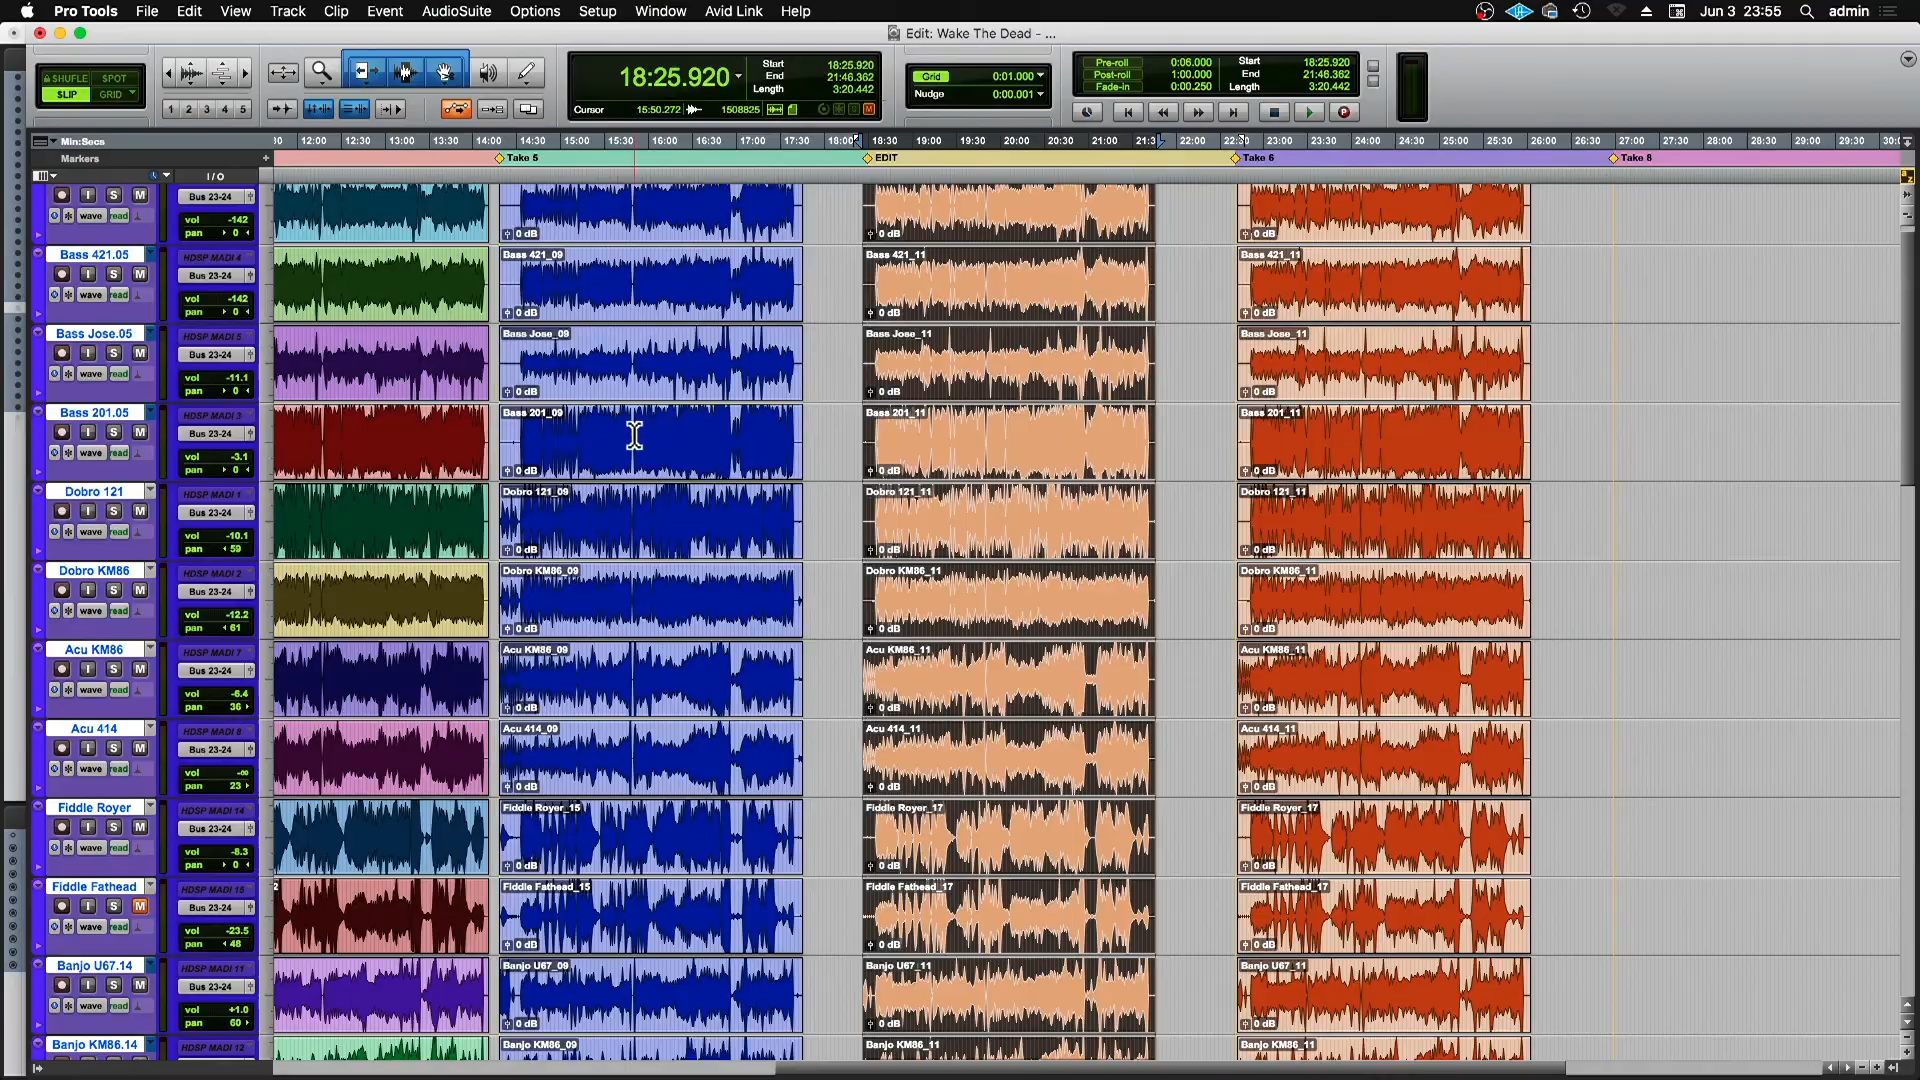 Pro Tools File Edit View Track Clip Event AudioSuite Options Setup Window Avid Link Help Jun 3 23:55 admin
Edit: Wake The Dead - ...
SHUFLE SPOT
SLIP GRID
1 2 3 4 5
18:25.920
Start 18:25.920
End 21:46.362
Length 3:20.442
Cursor 15:50.272 1508825
Grid 0:01.000
Nudge 0:00.001
Pre-roll 0:06.000
Post-roll 1:00.000
Fade-in 0:00.250
Start 18:25.920
End 21:46.362
Length 3:20.442
Min:Secs
12:00 12:30 13:00 13:30 14:00 14:30 15:00 15:30 16:00 16:30 17:00 17:30 18:00 18:30 19:00 19:30 20:00 20:30 21:00 21:3 22:00 22:30 23:00 23:30 24:00 24:30 25:00 25:30 26:00 26:30 27:00 27:30 28:00 28:30 29:00 29:30 30:
Markers Take 5 EDIT Take 6 Take 8
I/O
I S M Bus 23-24
wave read vol -142
pan 0
0 dB 0 dB 0 dB
Bass 421.05 HDSP MADI 4 Bass 421_09 Bass 421_11 Bass 421_11
I S M Bus 23-24
wave read vol -142
pan 0
0 dB 0 dB 0 dB
Bass Jose.05 HDSP MADI 5 Bass Jose_09 Bass Jose_11 Bass Jose_11
I S M Bus 23-24
wave read vol -11.1
pan 0
0 dB 0 dB 0 dB
Bass 201.05 HDSP MADI 3 Bass 201_09 Bass 201_11 Bass 201_11
I S M Bus 23-24
wave read vol -3.1
pan 0
0 dB 0 dB 0 dB
Dobro 121 HDSP MADI 1 Dobro 121_09 Dobro 121_11 Dobro 121_11
I S M Bus 23-24
wave read vol -10.1
pan 59
0 dB 0 dB 0 dB
Dobro KM86 HDSP MADI 2 Dobro KM86_09 Dobro KM86_11 Dobro KM86_11
I S M Bus 23-24
wave read vol -12.2
pan 61
0 dB 0 dB 0 dB
Acu KM86 HDSP MADI 7 Acu KM86_09 Acu KM86_11 Acu KM86_11
I S M Bus 23-24
wave read vol -6.4
pan 36
0 dB 0 dB 0 dB
Acu 414 HDSP MADI 8 Acu 414_09 Acu 414_11 Acu 414_11
I S M Bus 23-24
wave read vol -∞
pan 23
0 dB 0 dB 0 dB
Fiddle Royer HDSP MADI 14 Fiddle Royer_15 Fiddle Royer_17 Fiddle Royer_17
I S M Bus 23-24
wave read vol -8.3
pan 0
0 dB 0 dB 0 dB
Fiddle Fathead HDSP MADI 15 Fiddle Fathead_15 Fiddle Fathead_17 Fiddle Fathead_17
I S M Bus 23-24
wave read vol -23.5
pan 48
0 dB 0 dB 0 dB
Banjo U67.14 HDSP MADI 11 Banjo U67_09 Banjo U67_11 Banjo U67_11
I S M Bus 23-24
wave read vol +1.0
pan 60
0 dB 0 dB 0 dB
Banjo KM86.14 HDSP MADI 12 Banjo KM86_09 Banjo KM86_11 Banjo KM86_11